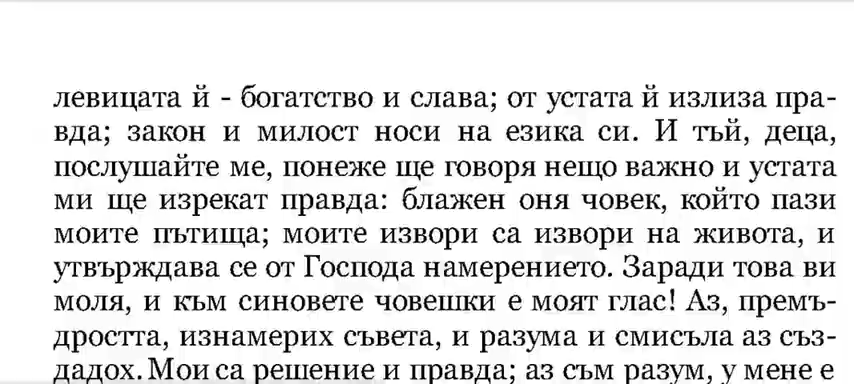 левицата й - богатство и слава; от устата й излиза пра-
вда; закон и милост носи на езика си. И тъй, деца,
послушайте ме, понеже ще говоря нещо важно и устата
ми ще изрекат правда: блажен оня човек, който пази
моите пътища; моите извори са извори на живота, и
утвърждава се от Господа намерението. Заради това ви
моля, и към синовете човешки е моят глас! Аз, премъ-
дростта, изнамерих съвета, и разума и смисъла аз съз-
дадох. Мои са решение и правда; аз съм разум, у мене е